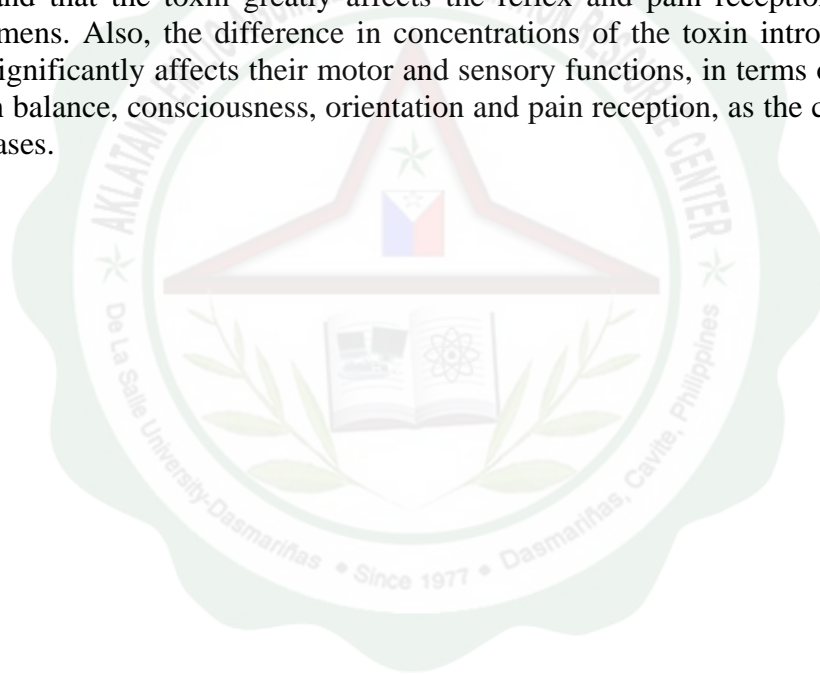 and that the toxin greatly affects the reflex and pain reception
mens. Also, the difference in concentrations of the toxin intro
ignificantly affects their motor and sensory functions, in terms
balance, consciousness, orientation and pain reception, as the
ases.
AKLATANG
RESOURCE CENTER
De La Salle University-Dasmariñas • Since 1977 • Dasmariñas, Cavite, Philippines